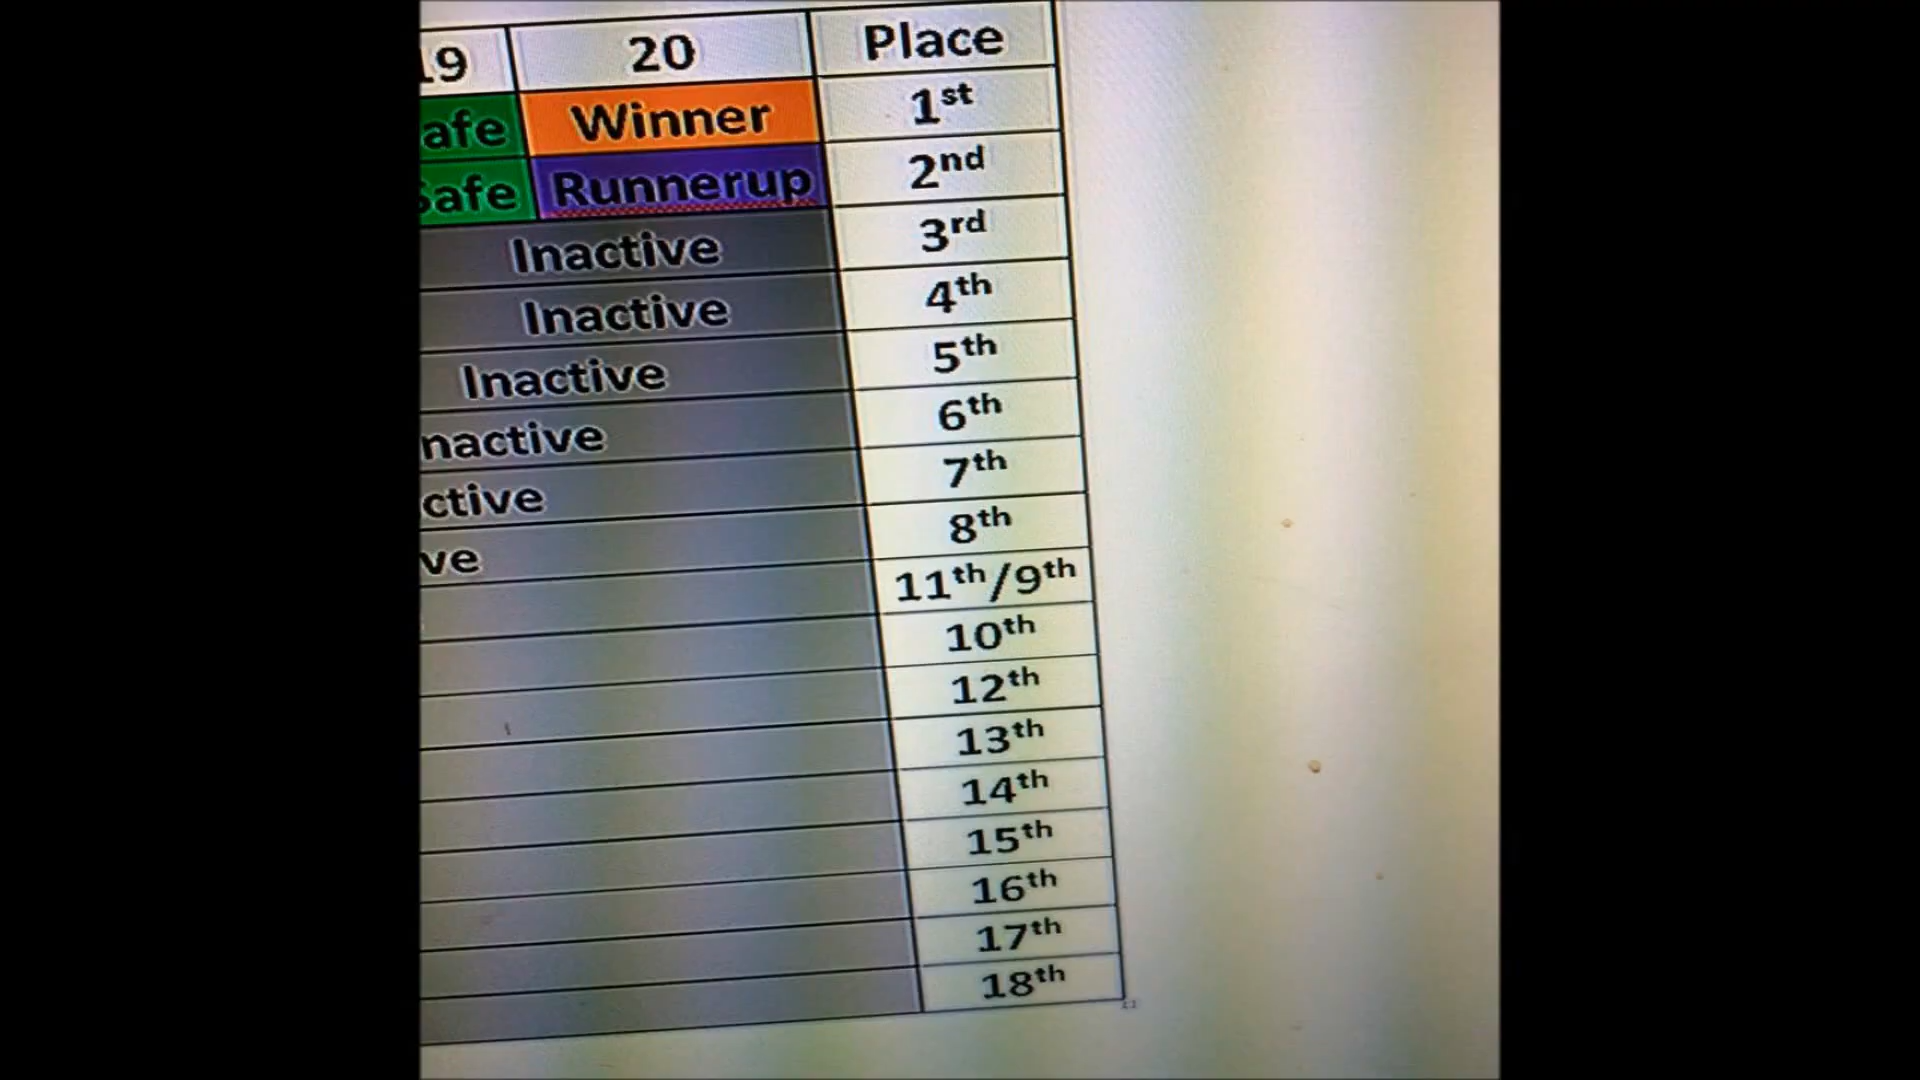 19 20 Place
afe Winner 1st
Safe Runnerup 2nd
Inactive 3rd
Inactive 4th
Inactive 5th
nactive 6th
ctive 7th
ve 8th
11th/9th
10th
12th
13th
14th
15th
16th
17th
18th